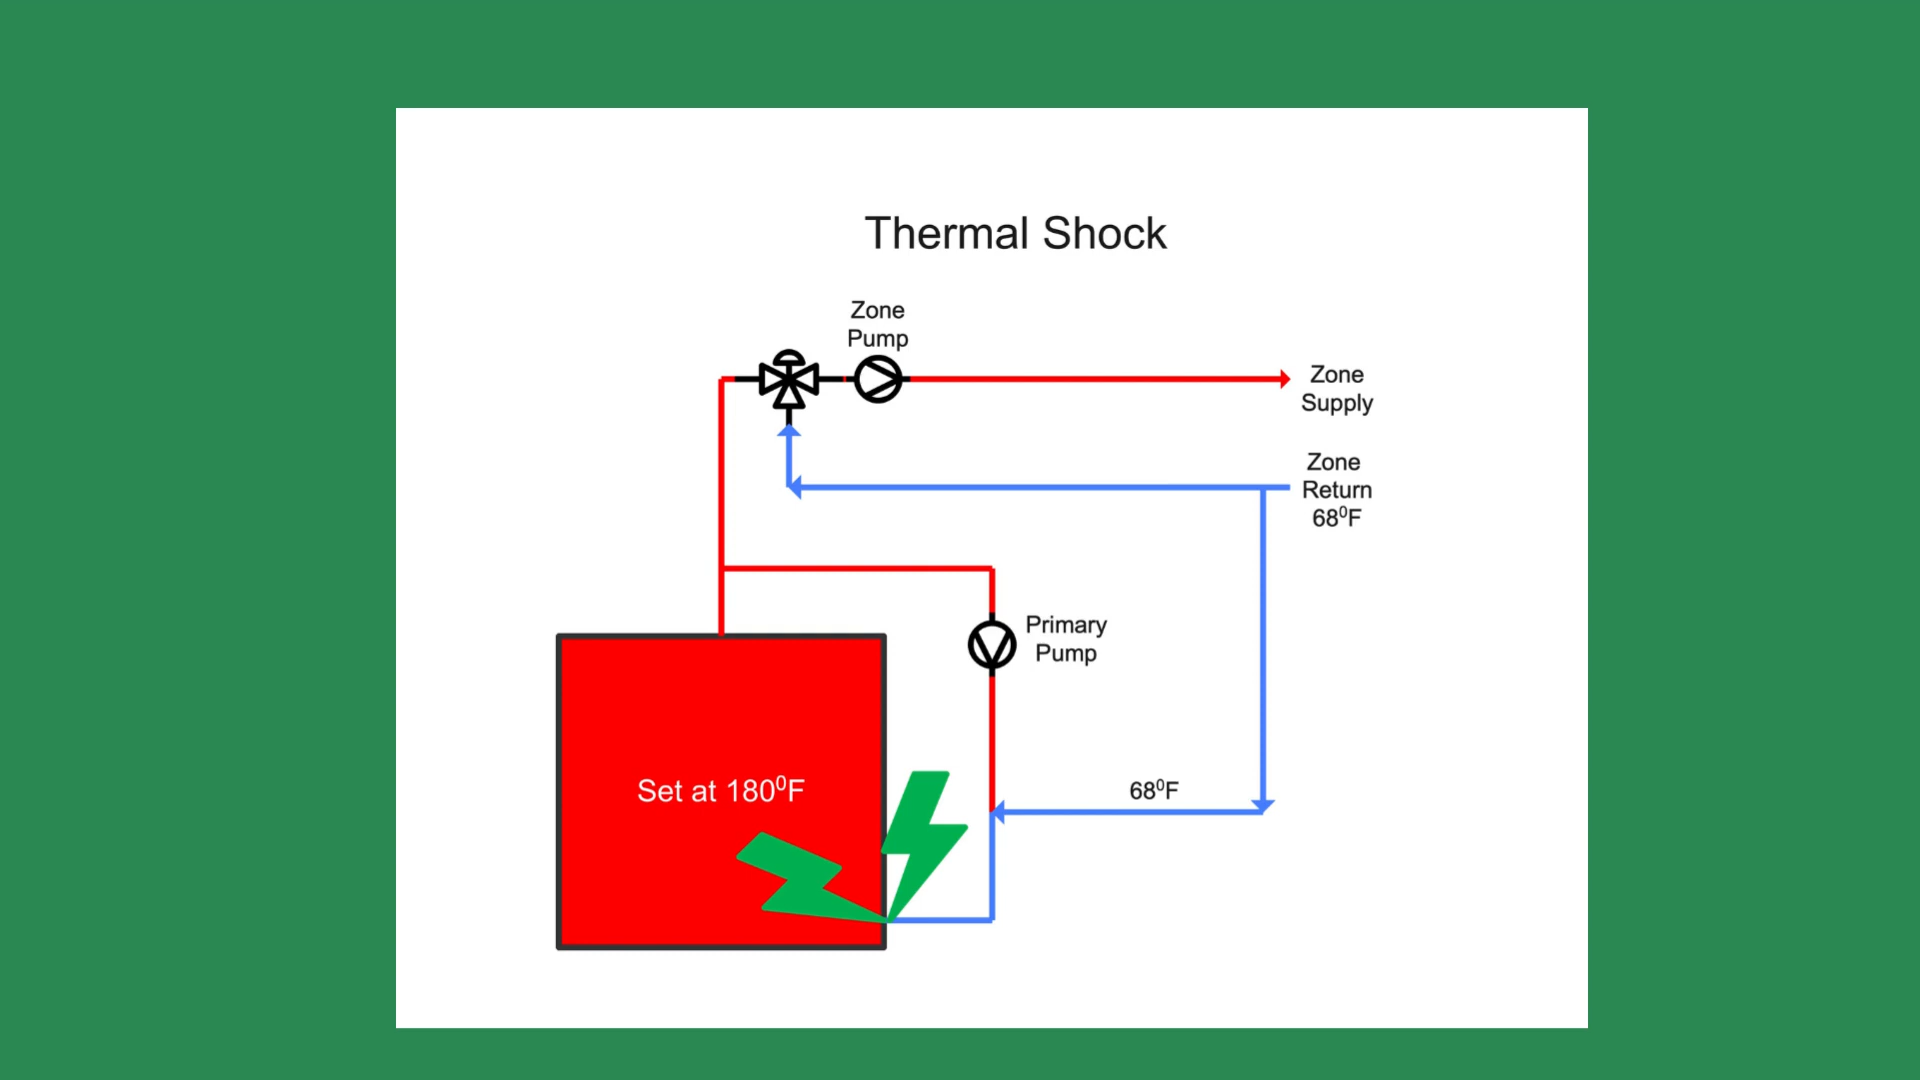 Thermal Shock
Zone
Pump
Zone
Supply
Zone
Return
68⁰F
Primary
Pump
Set at 180⁰F
68⁰F